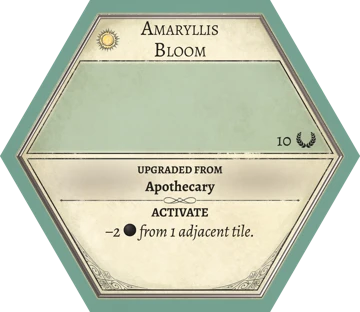 Amaryllis
Bloom
10
UPGRADED FROM
Apothecary
ACTIVATE
−2 from 1 adjacent tile.